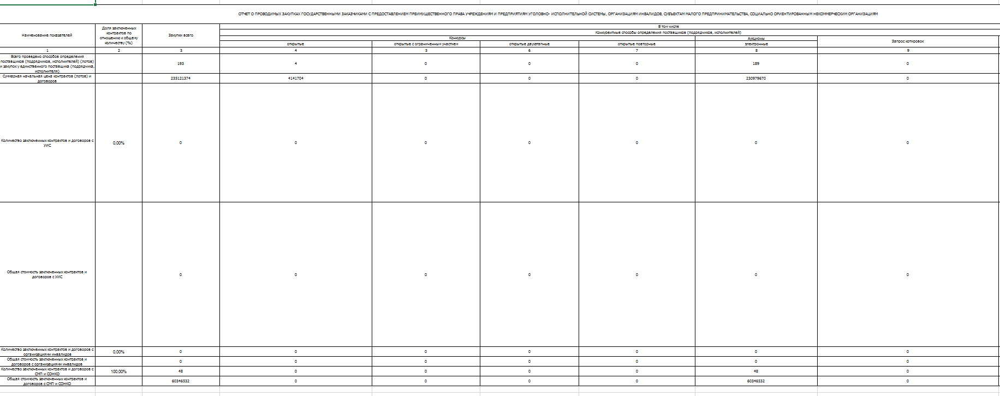 ОТЧЕТ О ПРОВОДИМЫХ ЗАКУПКАХ ГОСУДАРСТВЕННЫМИ ЗАКАЗЧИКАМИ С ПРЕДОСТАВЛЕНИЕМ ПРЕИМУЩЕСТВЕННОГО ПРАВА УЧРЕЖДЕНИЯМ И ПРЕДПРИЯТИЯМ УГОЛОВНО- ИСПОЛНИТЕЛЬНОЙ СИСТЕМЫ, ОРГАНИЗАЦИЯМ ИНВАЛИДОВ, СУБЪЕКТАМ МАЛОГО ПРЕДПРИНИМАТЕЛЬСТВА, СОЦИАЛЬНО ОРИЕНТИРОВАННЫМ НЕКОММЕРЧЕСКИМ ОРГАНИЗАЦИЯМ
Наименование показателей
Доля заключенных
контрактов по
отношению к общему
количеству (%)
Закупки всего
В том числе
Конкурентные способы определения поставщиков (подрядчиков, исполнителей)
Конкурсы
Аукционы
Запрос котировок
открытые
открытые с ограниченным участием
открытые двухэтапные
открытые повторные
электронные
1 2 3 4 5 6 7 8 9
Всего проведено способов определения
поставщиков (подрядчиков, исполнителей) (лотов)
и закупок у единственного поставщика (подрядчика,
исполнителя)
193 4 0 0 0 189 0
Суммарная начальная цена контрактов (лотов) и
договоров
235121374 4141704 0 0 0 230979670 0
Количество заключенных контрактов и договоров с
УИС
0,00% 0 0 0 0 0 0 0
Общая стоимость заключенных контрактов и
договоров с УИС
0 0 0 0 0 0 0
Количество заключенных контрактов и договоров с
организациями инвалидов
0,00% 0 0 0 0 0 0 0
Общая стоимость заключенных контрактов и
договоров с организациями инвалидов
0 0 0 0 0 0 0
Количество заключенных контрактов и договоров с
СМП и СОНКО
100,00% 48 0 0 0 0 48 0
Общая стоимость заключенных контрактов и
договоров с СМП и СОНКО
60346532 0 0 0 0 60346532 0